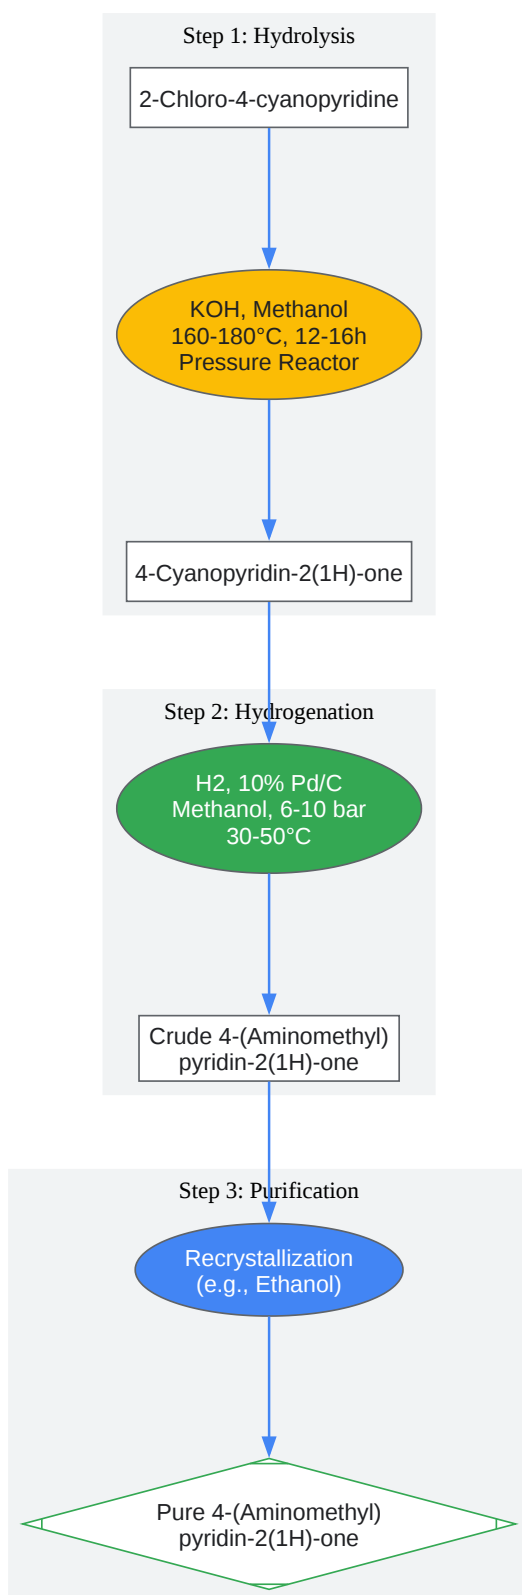 Step 1: Hydrolysis
2-Chloro-4-cyanopyridine
KOH, Methanol
160-180°C, 12-16h
Pressure Reactor
4-Cyanopyridin-2(1H)-one
Step 2: Hydrogenation
H2, 10% Pd/C
Methanol, 6-10 bar
30-50°C
Crude 4-(Aminomethyl)
pyridin-2(1H)-one
Step 3: Purification
Recrystallization
(e.g., Ethanol)
Pure 4-(Aminomethyl)
pyridin-2(1H)-one